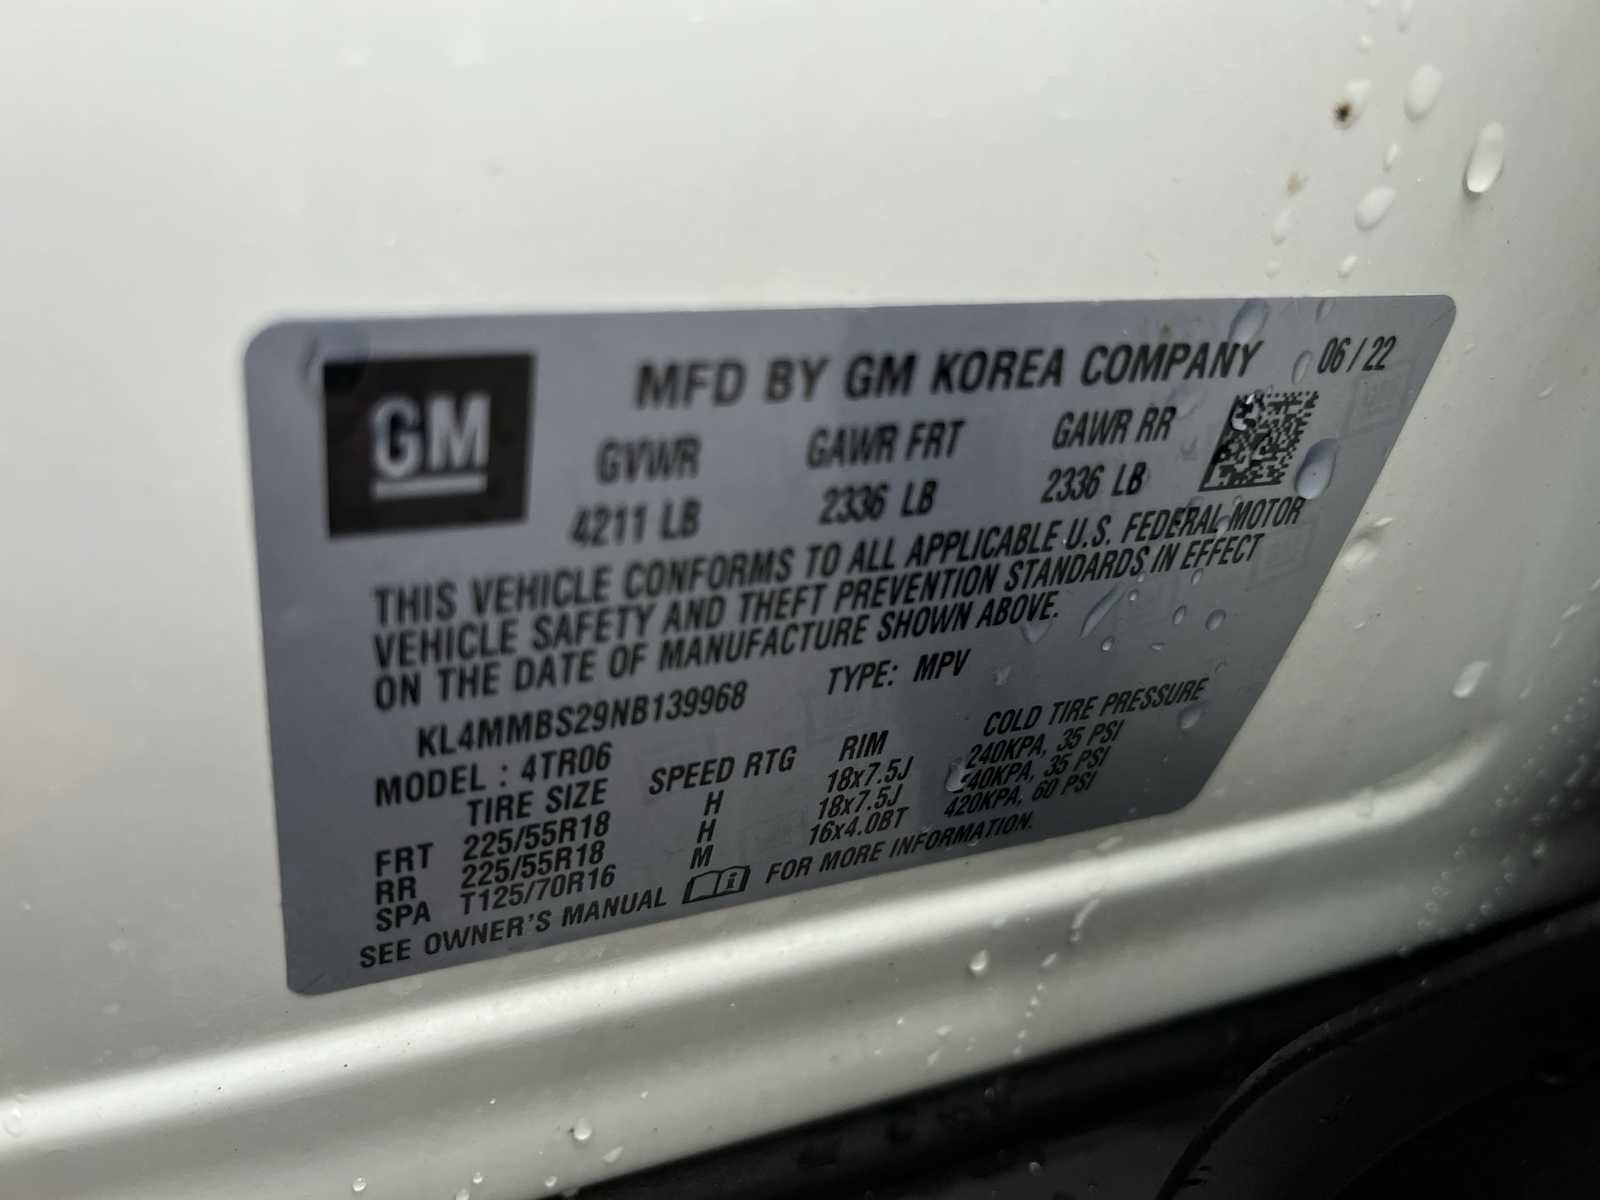 GM
MFD BY GM KOREA COMPANY 06 / 22
GVWR GAWR FRT GAWR RR
4211 LB 2336 LB 2336 LB
THIS VEHICLE CONFORMS TO ALL APPLICABLE U.S. FEDERAL MOTOR
VEHICLE SAFETY AND THEFT PREVENTION STANDARDS IN EFFECT
ON THE DATE OF MANUFACTURE SHOWN ABOVE.
KL4MMBS29NB139968 TYPE: MPV
MODEL : 4TR06
TIRE SIZE SPEED RTG RIM COLD TIRE PRESSURE
FRT 225/55R18 H 18x7.5J 240KPA, 35 PSI
RR 225/55R18 H 18x7.5J 240KPA, 35 PSI
SPA T125/70R16 M 16x4.0BT 420KPA, 60 PSI
SEE OWNER'S MANUAL FOR MORE INFORMATION.